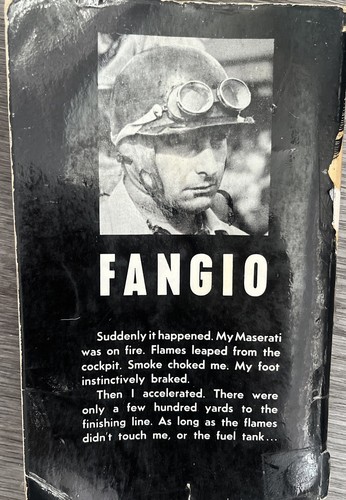 FANGIO
Suddenly it happened. My Maserati
was on fire. Flames leaped from the
cockpit. Smoke choked me. My foot
instinctively braked.
Then I accelerated. There were
only a few hundred yards to the
finishing line. As long as the flames
didn't touch me, or the fuel tank...